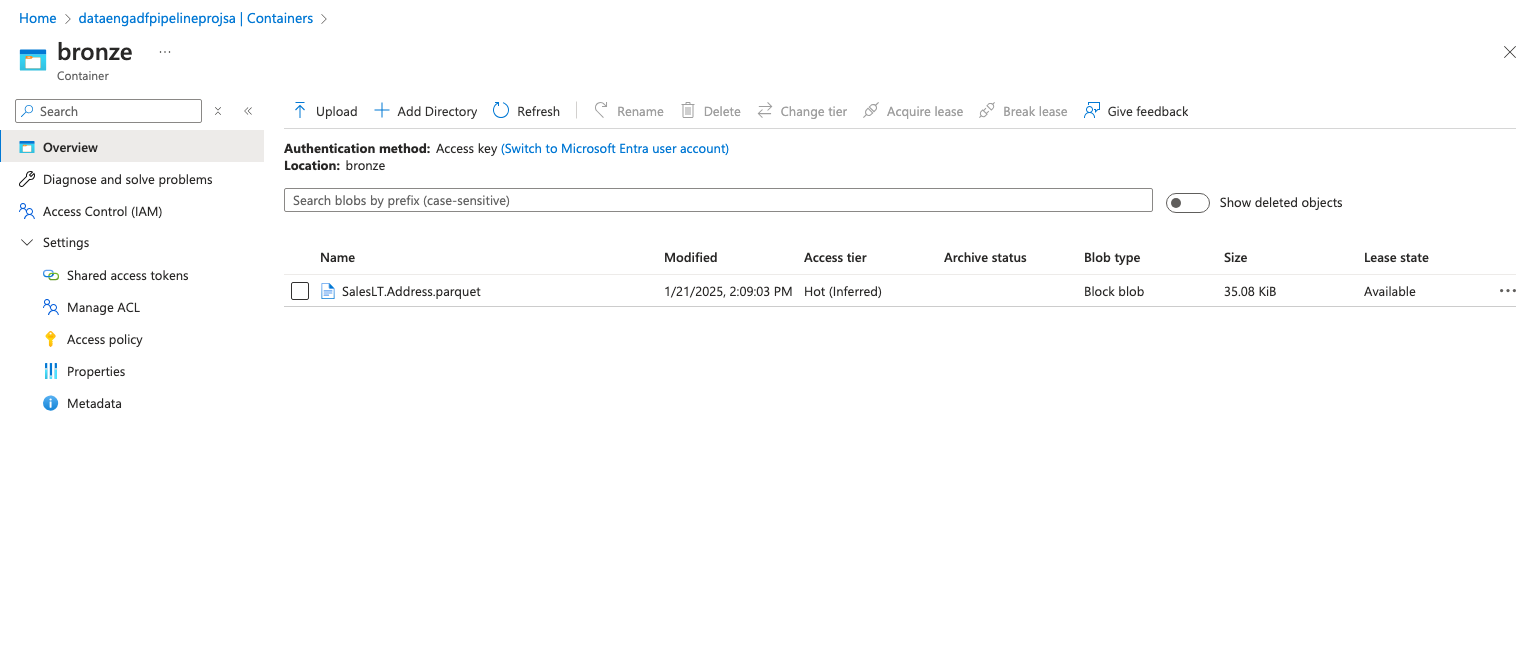 Home > dataengadfpipelineprojsa | Containers >
bronze ...
Container
Search
Upload Add Directory Refresh Rename Delete Change tier Acquire lease Break lease Give feedback
Overview
Diagnose and solve problems
Access Control (IAM)
Settings
Shared access tokens
Manage ACL
Access policy
Properties
Metadata
Authentication method: Access key (Switch to Microsoft Entra user account)
Location: bronze
Search blobs by prefix (case-sensitive)
Show deleted objects
Name Modified Access tier Archive status Blob type Size Lease state
SalesLT.Address.parquet 1/21/2025, 2:09:03 PM Hot (Inferred) Block blob 35.08 KiB Available ...